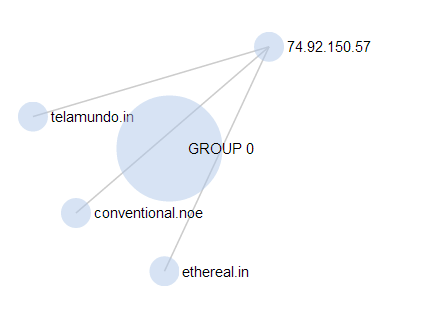 74.92.150.57
telamundo.in
GROUP 0
conventional.noe
ethereal.in